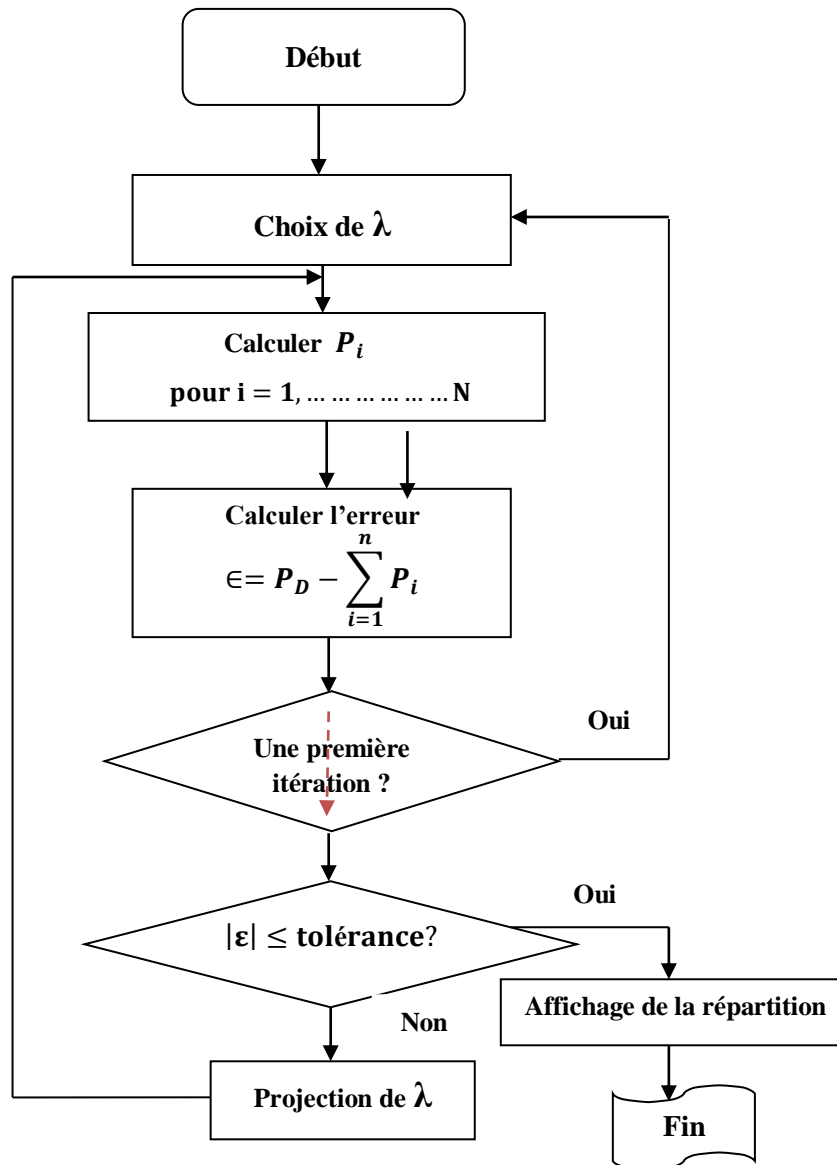 Début
Choix de λ
Calculer P_i
pour i = 1, … … … … … … N
Calculer l'erreur
∈= P_D − ∑_{i=1}^{n} P_i
Oui
Une première
itération ?
Oui
|ε| ≤ tolérance?
Affichage de la répartition
Non
Projection de λ
Fin